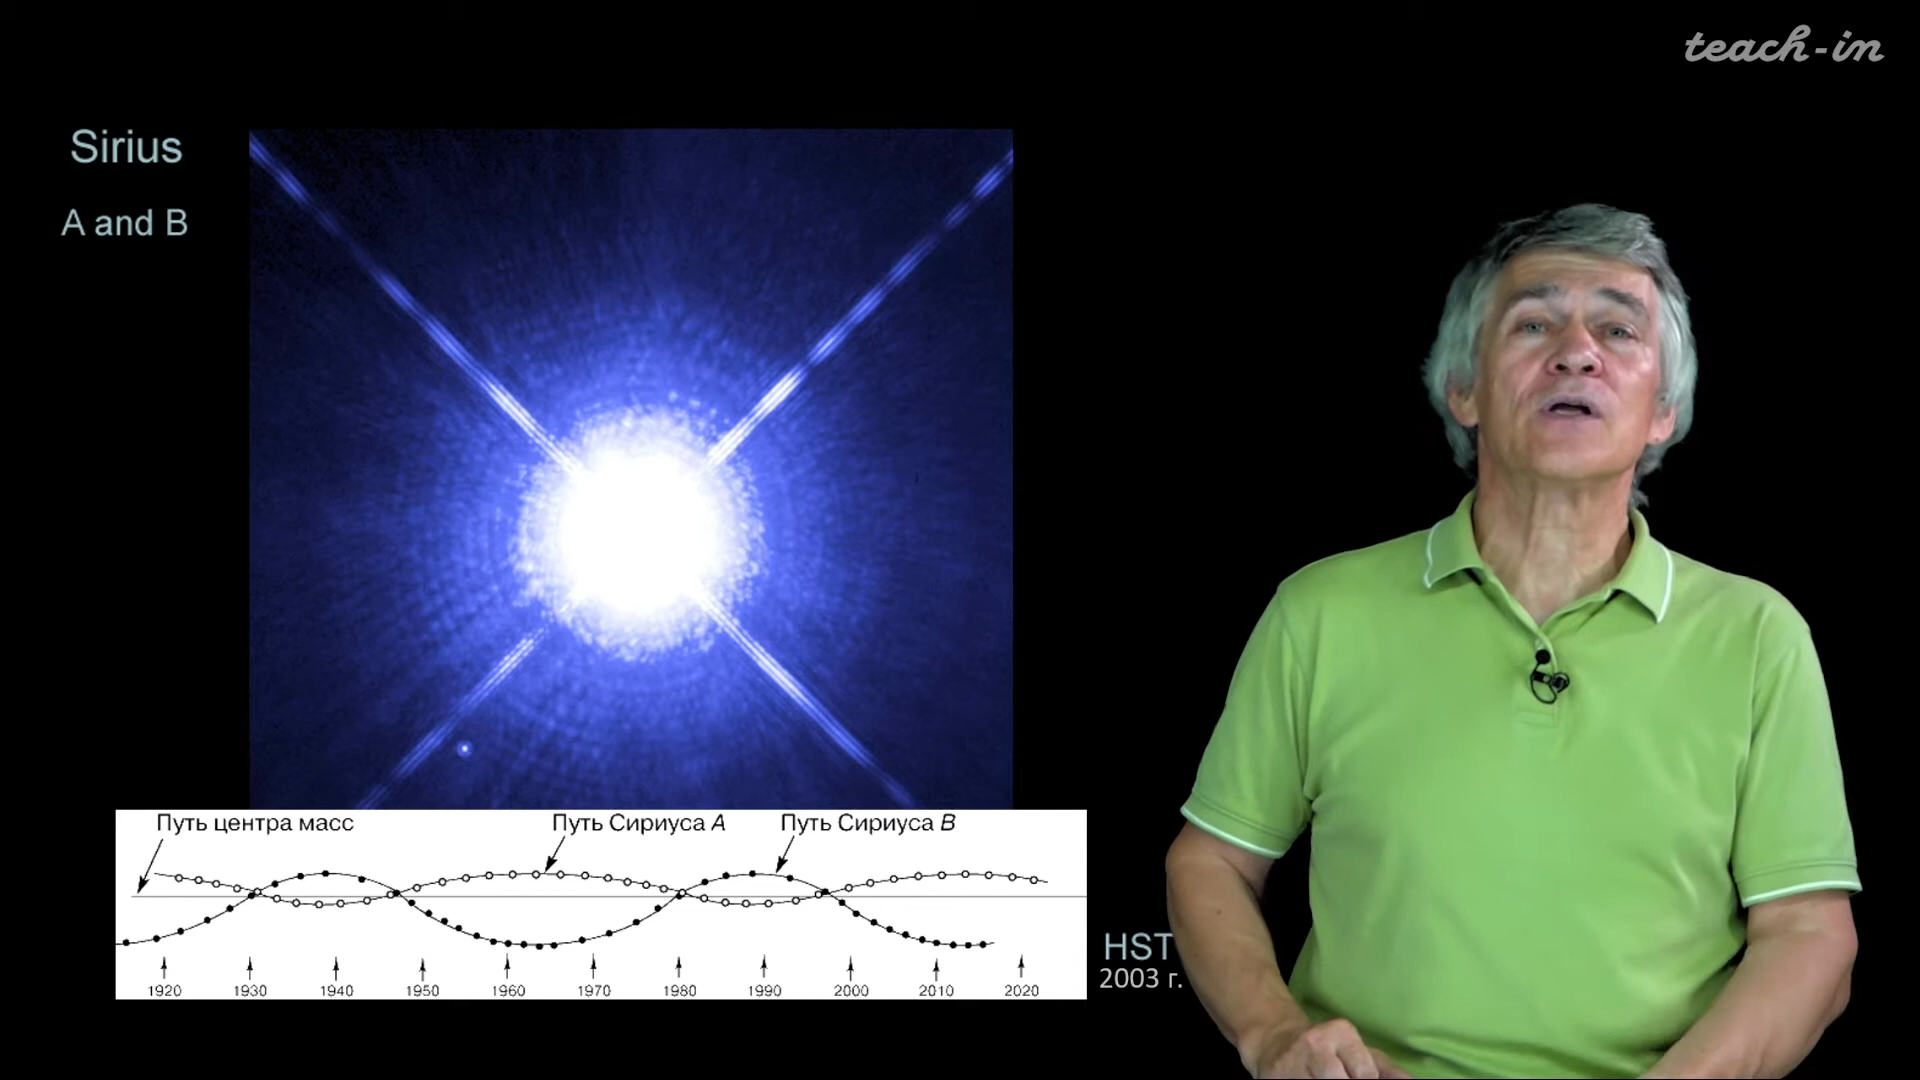 teach-in
Sirius
A and B
Путь центра масс
Путь Сириуса A
Путь Сириуса B
1920 1930 1940 1950 1960 1970 1980 1990 2000 2010 2020
HST
2003 г.